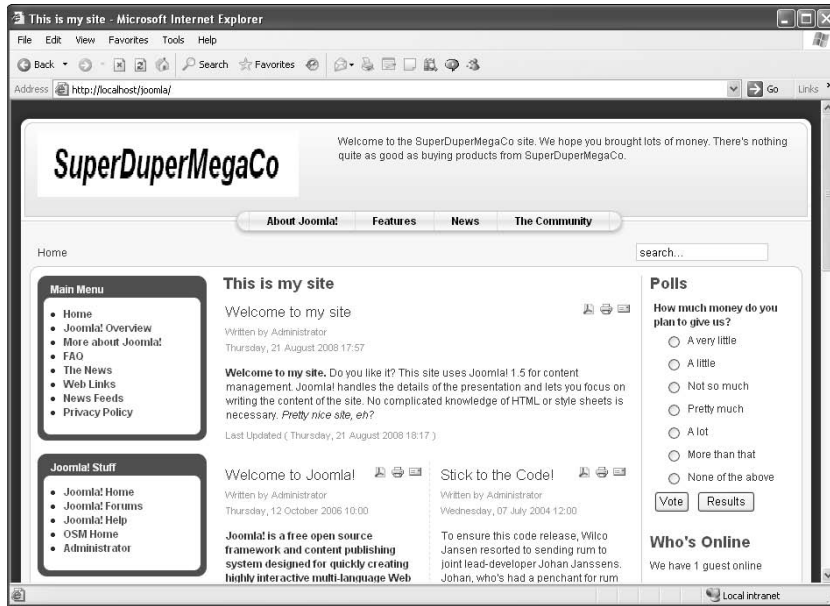 This is my site - Microsoft Internet Explorer
File Edit View Favorites Tools Help
Back Search Favorites
Address http://localhost/joomla/ Go Links
SuperDuperMegaCo
Welcome to the SuperDuperMegaCo site. We hope you brought lots of money. There's nothing
quite as good as buying products from SuperDuperMegaCo.
About Joomla! Features News The Community
Home
search...
Main Menu
Home
Joomla! Overview
More about Joomla!
FAQ
The News
Web Links
News Feeds
Privacy Policy
Joomla! Stuff
Joomla! Home
Joomla! Forums
Joomla! Help
OSM Home
Administrator
This is my site
Welcome to my site
Written by Administrator
Thursday, 21 August 2008 17:57
Welcome to my site. Do you like it? This site uses Joomla! 1.5 for content
management. Joomla! handles the details of the presentation and lets you focus on
writing the content of the site. No complicated knowledge of HTML or style sheets is
necessary. Pretty nice site, eh?
Last Updated ( Thursday, 21 August 2008 18:17 )
Welcome to Joomla!
Written by Administrator
Thursday, 12 October 2006 10:00
Joomla! is a free open source
framework and content publishing
system designed for quickly creating
highly interactive multi-language Web
Stick to the Code!
Written by Administrator
Wednesday, 07 July 2004 12:00
To ensure this code release, Wilco
Jansen resorted to sending rum to
joint lead-developer Johan Janssens.
Johan, who's had a penchant for rum
Polls
How much money do you
plan to give us?
A very little
A little
Not so much
Pretty much
A lot
More than that
None of the above
Vote Results
Who's Online
We have 1 guest online
Local intranet